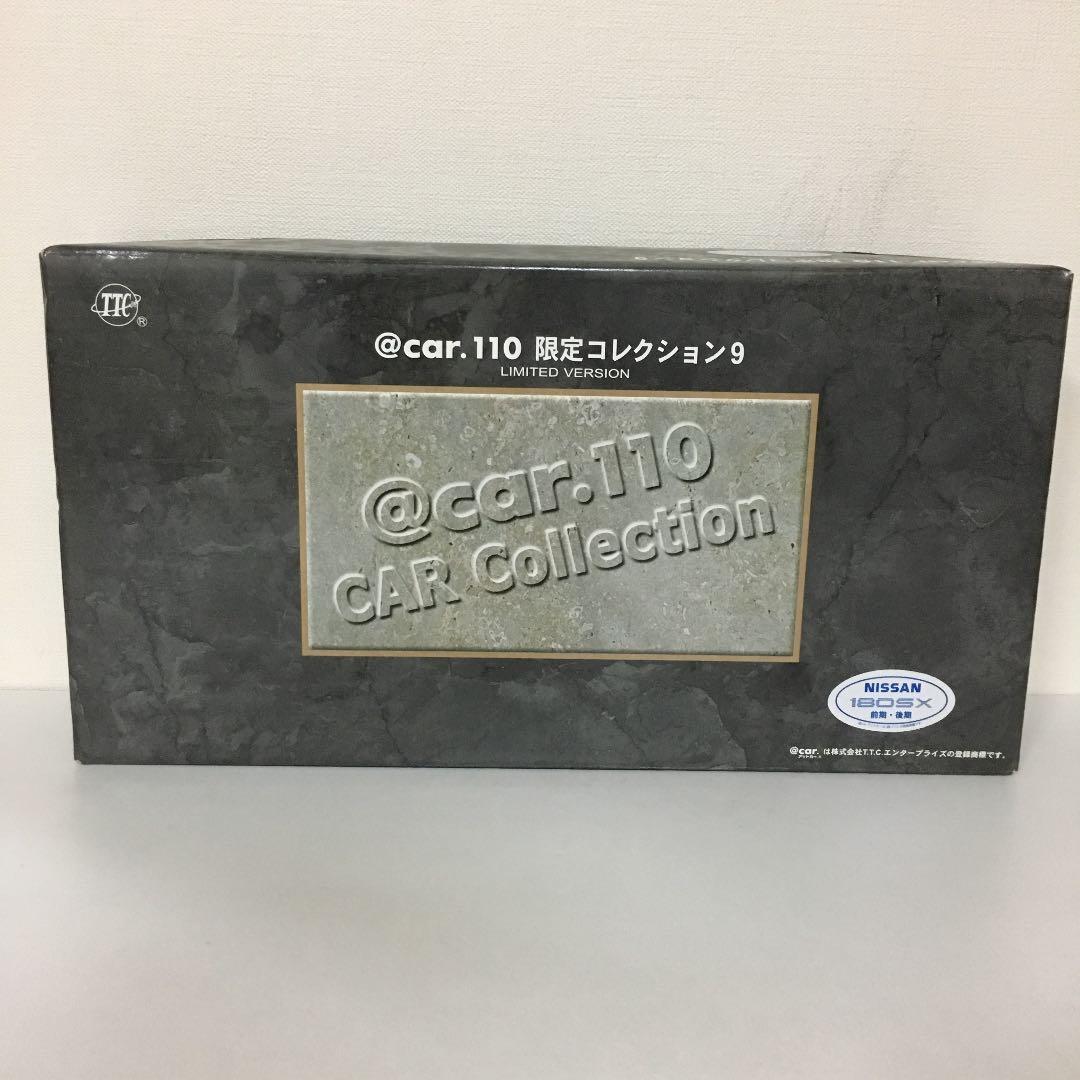 TTC ®
@car.110 限定コレクション9
LIMITED VERSION
@car.110
CAR Collection
NISSAN
180SX
前期・後期
@car. は株式会社T.T.C.エンタープライズの登録商標です。